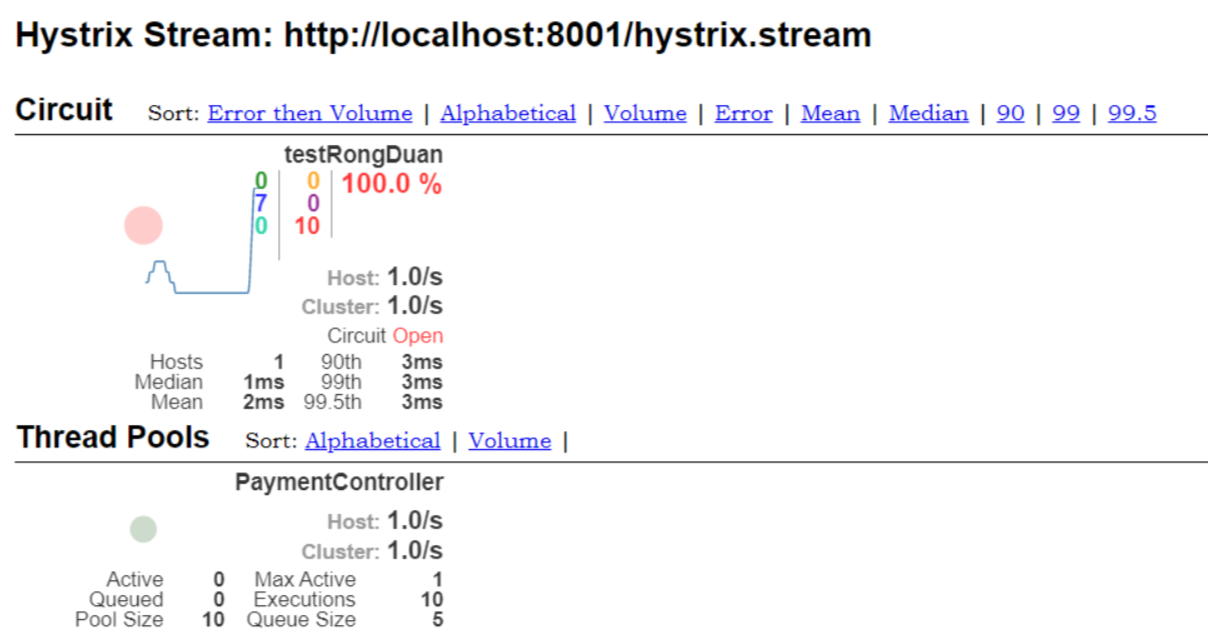 Hystrix Stream: http://localhost:8001/hystrix.stream
Circuit Sort: Error then Volume | Alphabetical | Volume | Error | Mean | Median | 90 | 99 | 99.5
testRongDuan
0 0 100.0 %
7 0
0 10
Host: 1.0/s
Cluster: 1.0/s
Circuit Open
Hosts 1 90th 3ms
Median 1ms 99th 3ms
Mean 2ms 99.5th 3ms
Thread Pools Sort: Alphabetical | Volume |
PaymentController
Host: 1.0/s
Cluster: 1.0/s
Active 0 Max Active 1
Queued 0 Executions 10
Pool Size 10 Queue Size 5